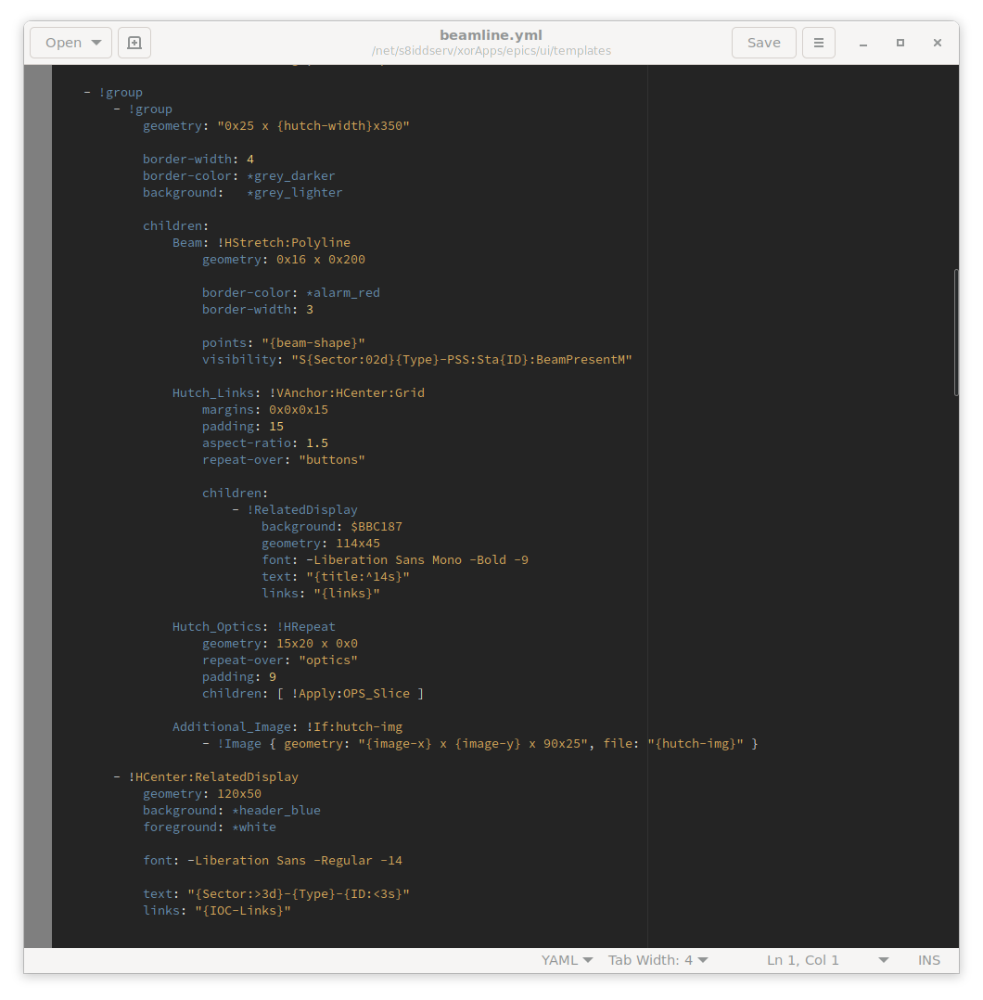 Open
beamline.yml
/net/s8iddserv/xorApps/epics/ui/templates
Save
- !group
    - !group
        geometry: "0x25 x {hutch-width}x350"
        border-width: 4
        border-color: *grey_darker
        background:   *grey_lighter
        children:
            Beam: !HStretch:Polyline
                geometry: 0x16 x 0x200
                border-color: *alarm_red
                border-width: 3
                points: "{beam-shape}"
                visibility: "S{Sector:02d}{Type}-PSS:Sta{ID}:BeamPresentM"
            Hutch_Links: !VAnchor:HCenter:Grid
                margins: 0x0x0x15
                padding: 15
                aspect-ratio: 1.5
                repeat-over: "buttons"
                children:
                    - !RelatedDisplay
                        background: $BBC187
                        geometry: 114x45
                        font: -Liberation Sans Mono -Bold -9
                        text: "{title:^14s}"
                        links: "{links}"
            Hutch_Optics: !HRepeat
                geometry: 15x20 x 0x0
                repeat-over: "optics"
                padding: 9
                children: [ !Apply:OPS_Slice ]
            Additional_Image: !If:hutch-img
                - !Image { geometry: "{image-x} x {image-y} x 90x25", file: "{hutch-img}" }
    - !HCenter:RelatedDisplay
        geometry: 120x50
        background: *header_blue
        foreground: *white
        font: -Liberation Sans -Regular -14
        text: "{Sector:>3d}-{Type}-{ID:<3s}"
        links: "{IOC-Links}"
YAML Tab Width: 4 Ln 1, Col 1 INS